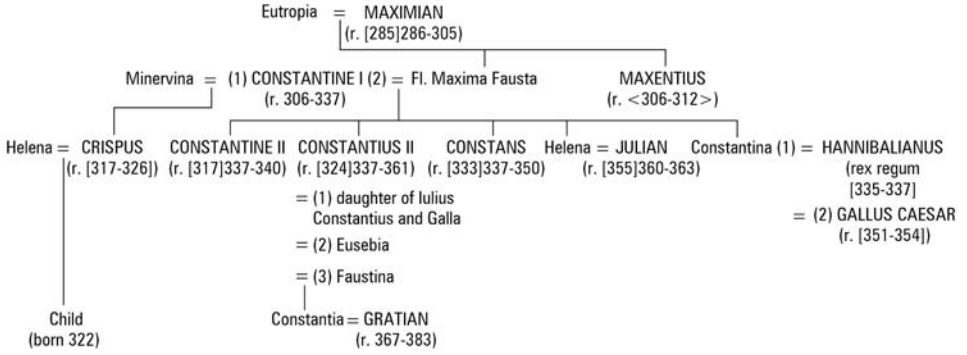 Eutropia = MAXIMIAN
(r. [285]286-305)
Minervina = (1) CONSTANTINE I (2) = Fl. Maxima Fausta MAXENTIUS
(r. 306-337) (r. <306-312>)
Helena = CRISPUS CONSTANTINE II CONSTANTIUS II CONSTANS Helena = JULIAN Constantina (1) = HANNIBALIANUS
(r. [317-326]) (r. [317]337-340) (r. [324]337-361) (r. [333]337-350) (r. [355]360-363) (rex regum
[335-337]
= (1) daughter of Iulius
Constantius and Galla
= (2) GALLUS CAESAR
(r. [351-354])
= (2) Eusebia
= (3) Faustina
Child Constantia = GRATIAN
(born 322) (r. 367-383)